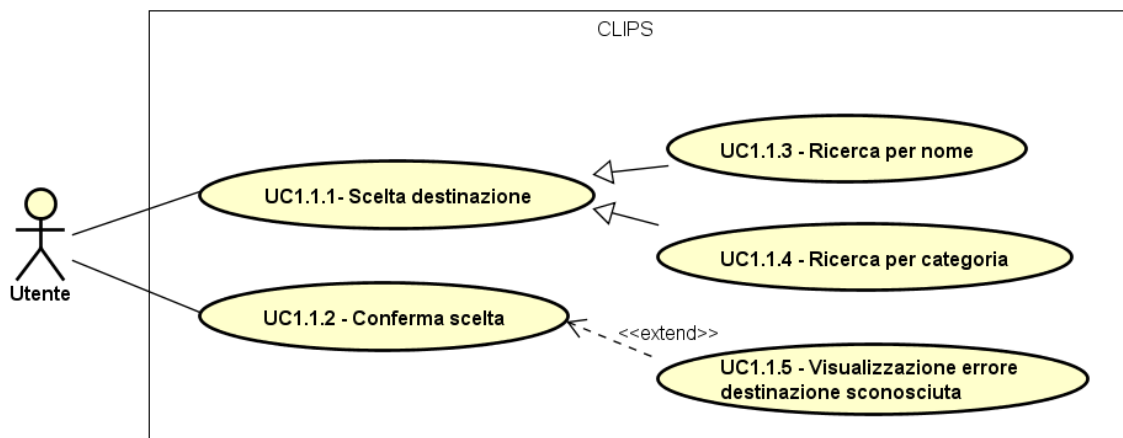 CLIPS
UC1.1.3 - Ricerca per nome
UC1.1.1- Scelta destinazione
UC1.1.4 - Ricerca per categoria
Utente
UC1.1.2 - Conferma scelta
<<extend>>
UC1.1.5 - Visualizzazione errore
destinazione sconosciuta